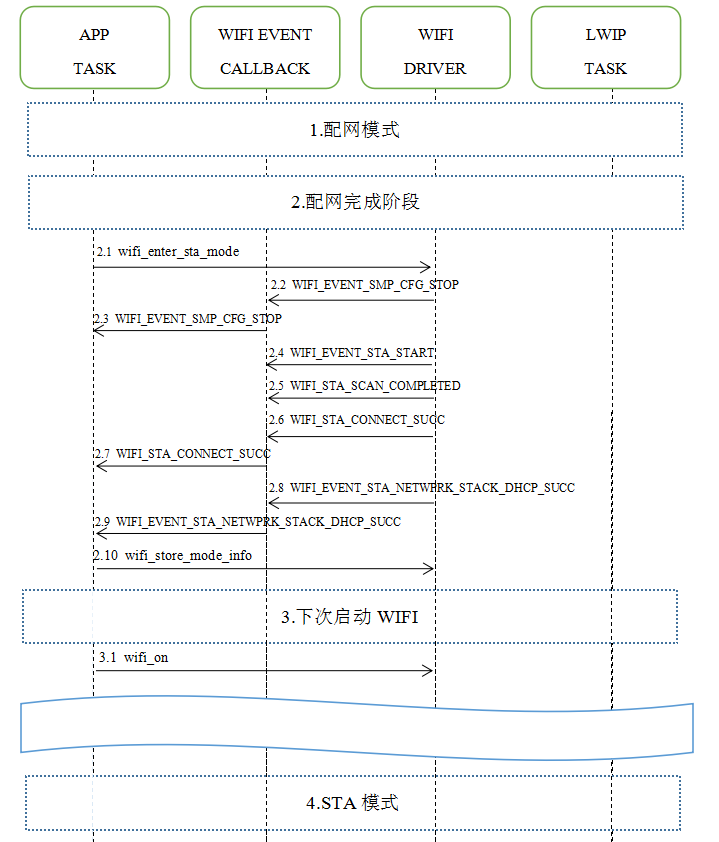 APP
TASK
WIFI EVENT
CALLBACK
WIFI
DRIVER
LWIP
TASK
1.配网模式
2.配网完成阶段
2.1 wifi_enter_sta_mode
2.2 WIFI_EVENT_SMP_CFG_STOP
2.3 WIFI_EVENT_SMP_CFG_STOP
2.4 WIFI_EVENT_STA_START
2.5 WIFI_STA_SCAN_COMPLETED
2.6 WIFI_STA_CONNECT_SUCC
2.7 WIFI_STA_CONNECT_SUCC
2.8 WIFI_EVENT_STA_NETWPRK_STACK_DHCP_SUCC
2.9 WIFI_EVENT_STA_NETWPRK_STACK_DHCP_SUCC
2.10 wifi_store_mode_info
3.下次启动 WIFI
3.1 wifi_on
4.STA 模式